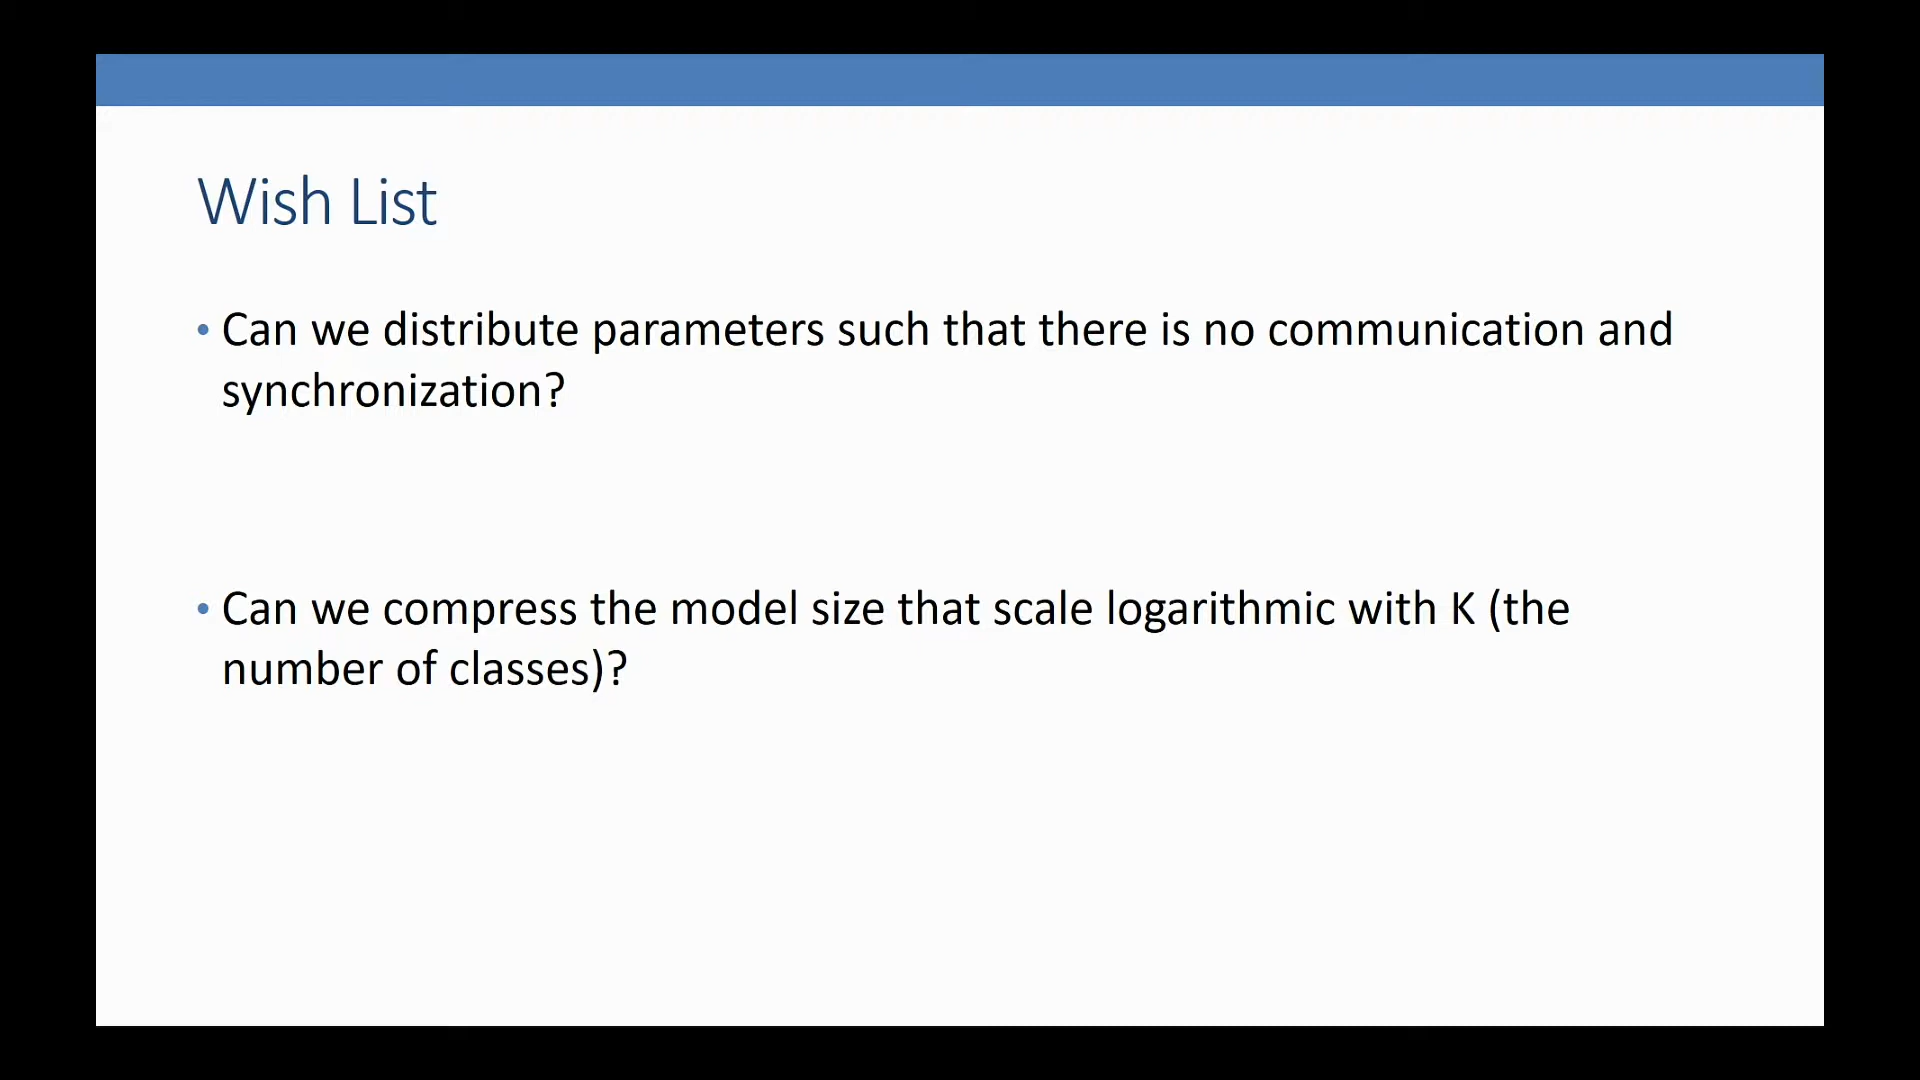 Wish List
• Can we distribute parameters such that there is no communication and
synchronization?
• Can we compress the model size that scale logarithmic with K (the
number of classes)?